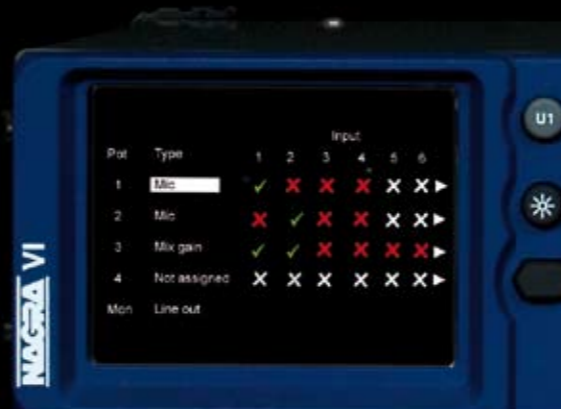 Input
Pot Type 1 2 3 4 5 6
1 Mic
2 Mic
3 Mix gain
4 Not assigned
Mon Line out
NAGRA VI
U1